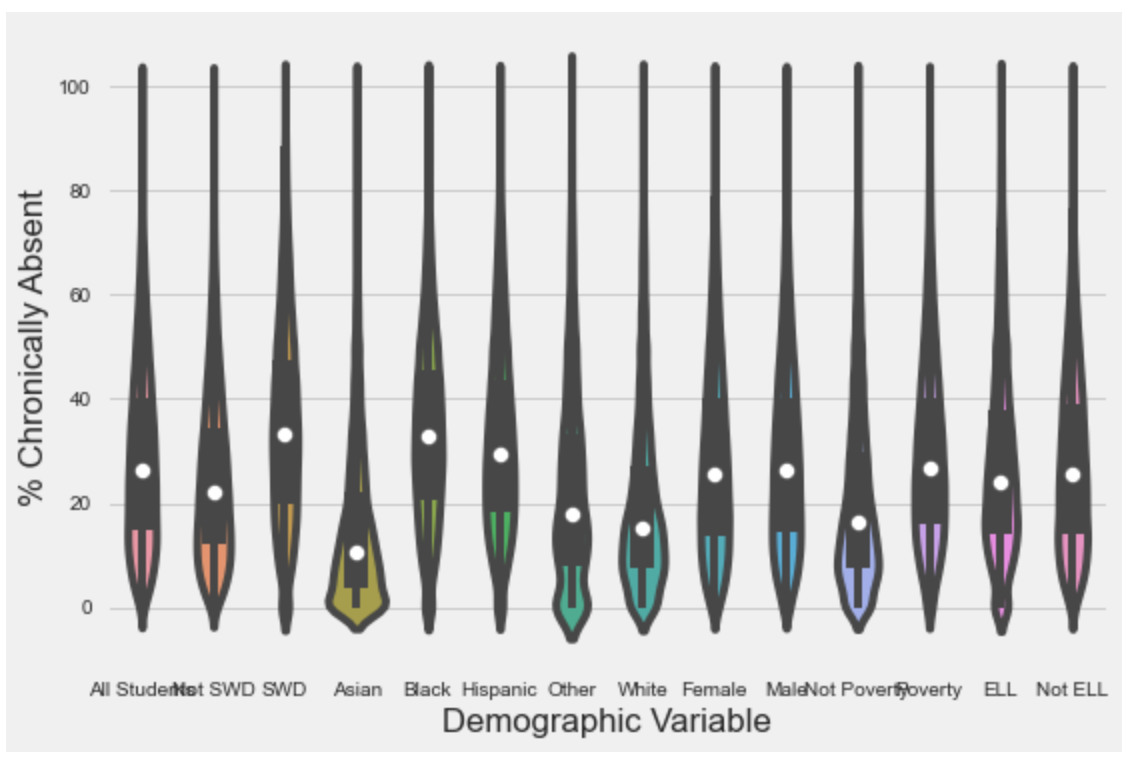 % Chronically Absent
100
80
60
40
20
0
All Students Not SWD SWD Asian Black Hispanic Other White Female Male Not Poverty Poverty ELL Not ELL
Demographic Variable